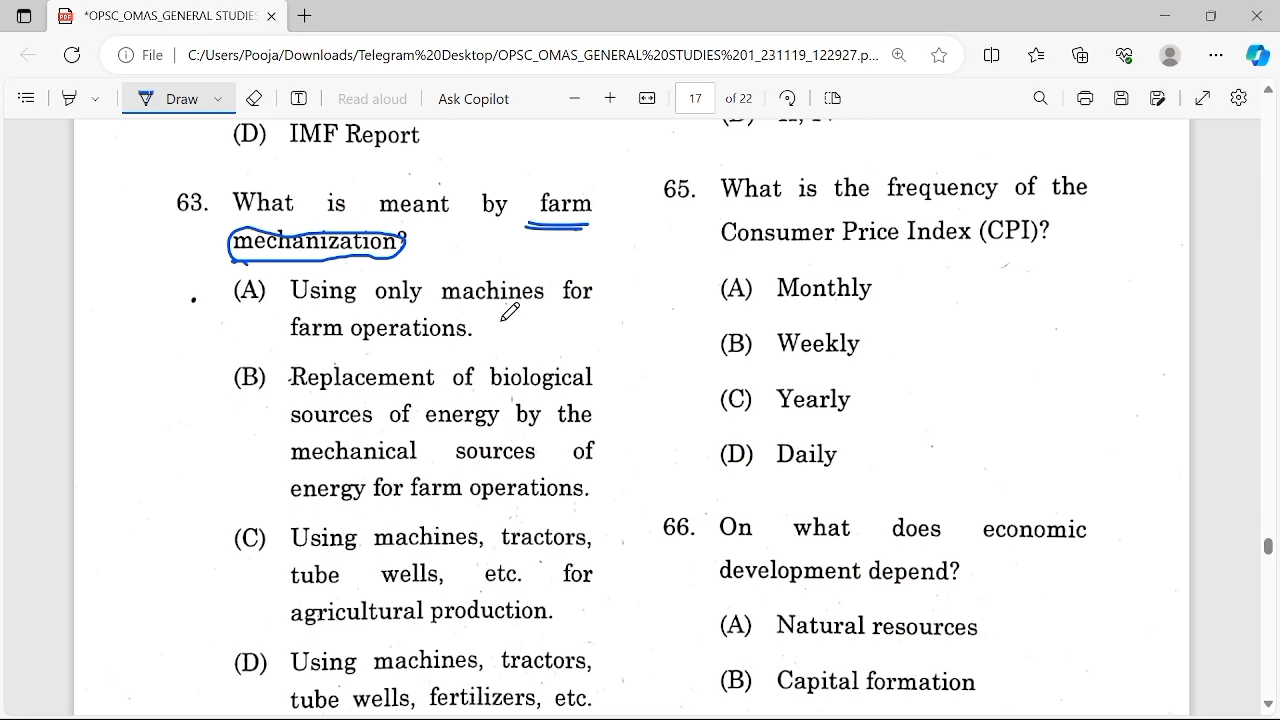 *OPSC_OMAS_GENERAL STUDIES
File
C:/Users/Pooja/Downloads/Telegram%20Desktop/OPSC_OMAS_GENERAL%20STUDIES%201_231119_122927.p...
Draw
Read aloud
Ask Copilot
17
of 22
(D) IMF Report
63. What is meant by farm
mechanization?
(A) Using only machines for
farm operations.
(B) Replacement of biological
sources of energy by the
mechanical sources of
energy for farm operations.
(C) Using machines, tractors,
tube wells, etc. for
agricultural production.
(D) Using machines, tractors,
tube wells, fertilizers, etc.
65. What is the frequency of the
Consumer Price Index (CPI)?
(A) Monthly
(B) Weekly
(C) Yearly
(D) Daily
66. On what does economic
development depend?
(A) Natural resources
(B) Capital formation